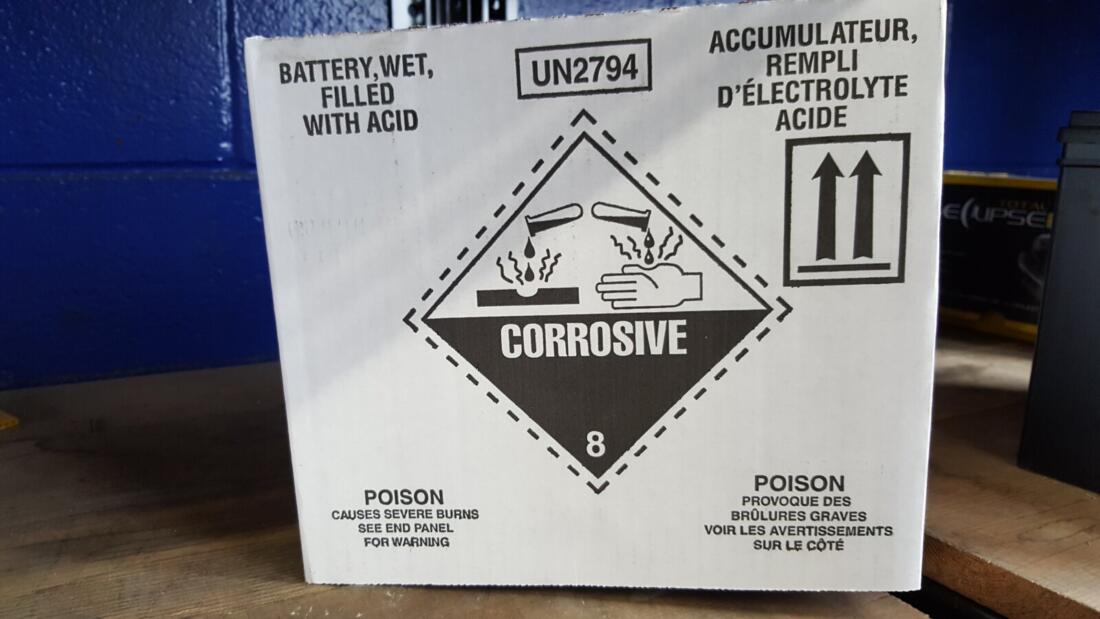 BATTERY, WET,
FILLED
WITH ACID
UN2794
ACCUMULATEUR,
REMPLI
D'ÉLECTROLYTE
ACIDE
CORROSIVE
8
POISON
CAUSES SEVERE BURNS
SEE END PANEL
FOR WARNING
POISON
PROVOQUE DES
BRÛLURES GRAVES
VOIR LES AVERTISSEMENTS
SUR LE CÔTÉ
TOTAL